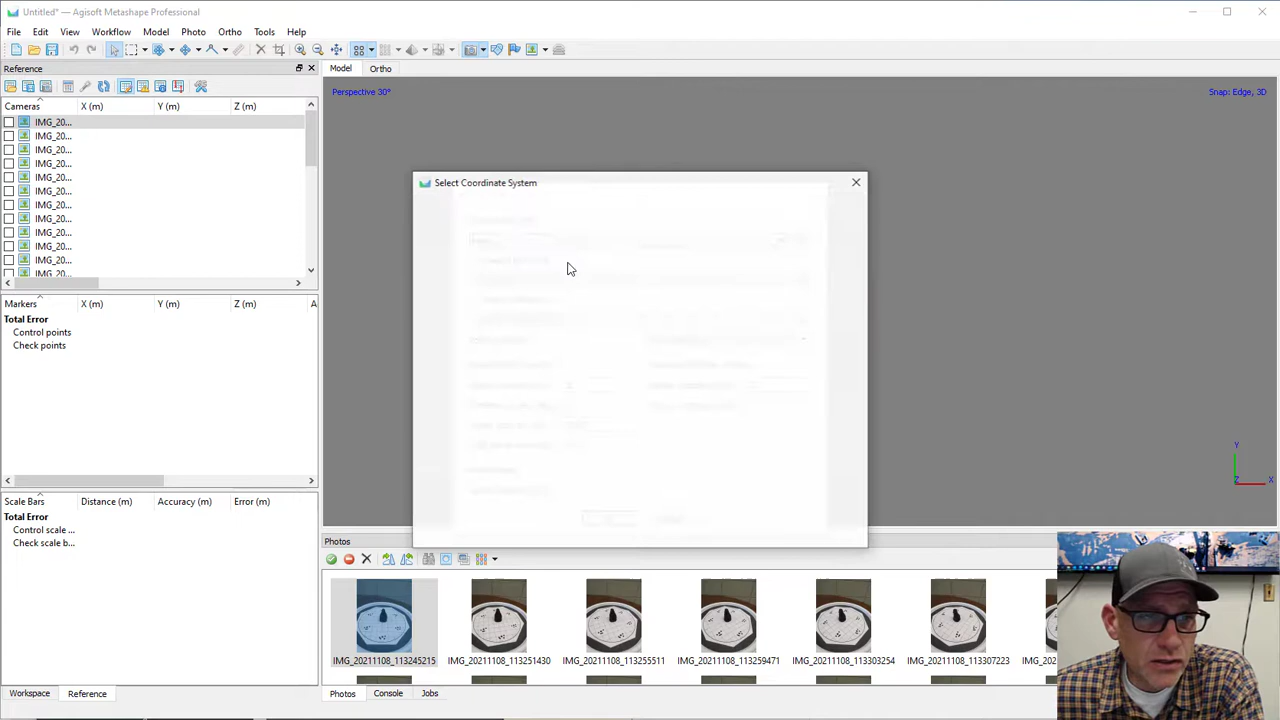 Untitled* — Agisoft Metashape Professional
File Edit View Workflow Model Photo Ortho Tools Help
Reference
Model Ortho
Cameras X (m) Y (m) Z (m)
Perspective 30°
Snap: Edge, 3D
IMG_20...
IMG_20...
IMG_20...
IMG_20...
IMG_20...
IMG_20...
IMG_20...
IMG_20...
IMG_20...
IMG_20...
IMG_20...
IMG_20...
Select Coordinate System
Markers X (m) Y (m) Z (m) A
Total Error
Control points
Check points
Y
Z X
Scale Bars Distance (m) Accuracy (m) Error (m)
Total Error
Control scale ...
Check scale b...
Photos
IMG_20211108_113245215 IMG_20211108_113251430 IMG_20211108_113255511 IMG_20211108_113259471 IMG_20211108_113303254 IMG_20211108_113307223
Workspace Reference
Photos Console Jobs